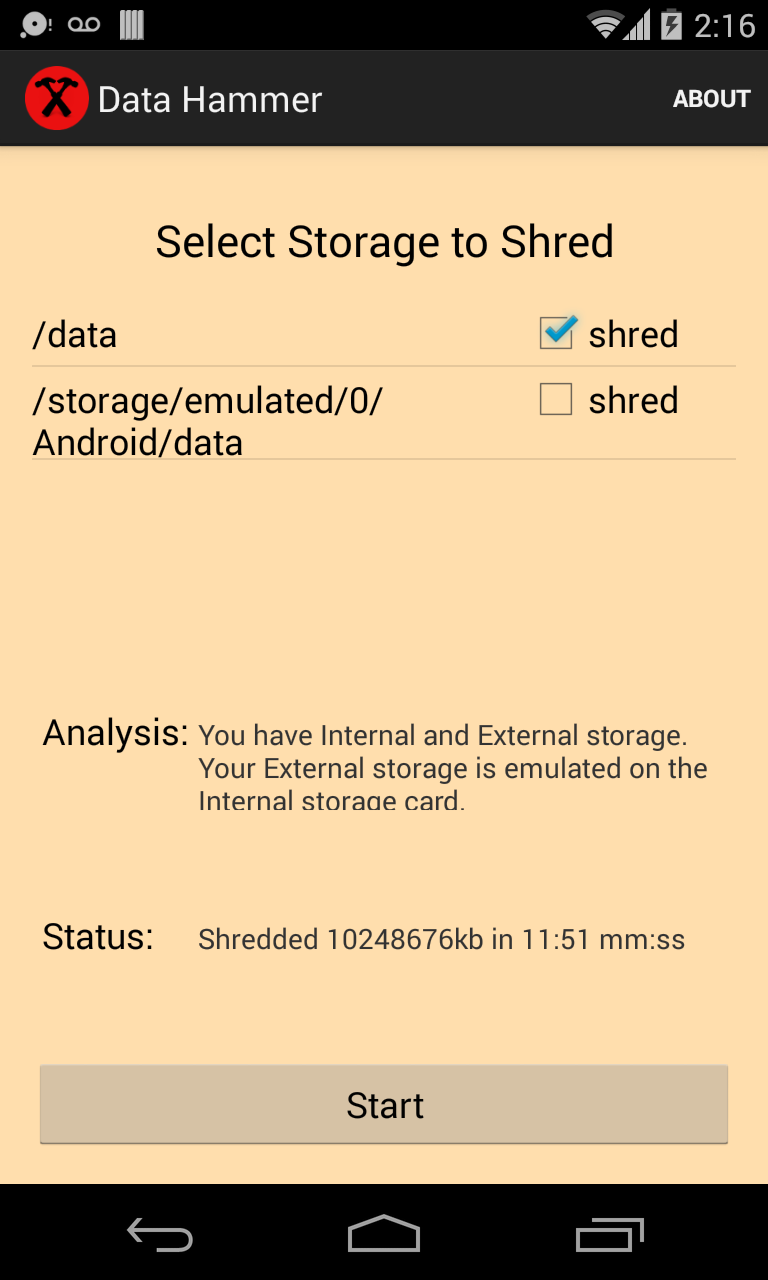 2:16
Data Hammer
ABOUT
Select Storage to Shred
/data
shred
/storage/emulated/0/
Android/data
shred
Analysis:
You have Internal and External storage.
Your External storage is emulated on the
Internal storage card.
Status:
Shredded 10248676kb in 11:51 mm:ss
Start